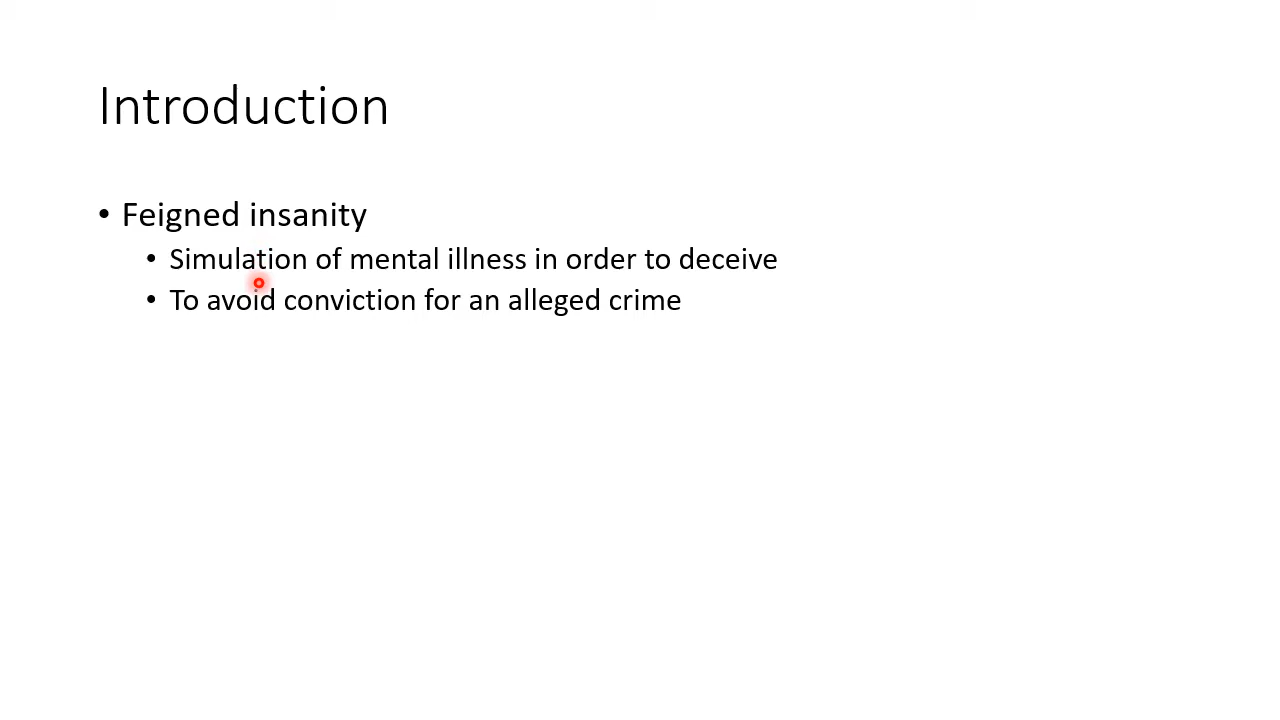 Introduction
• Feigned insanity
• Simulation of mental illness in order to deceive
• To avoid conviction for an alleged crime